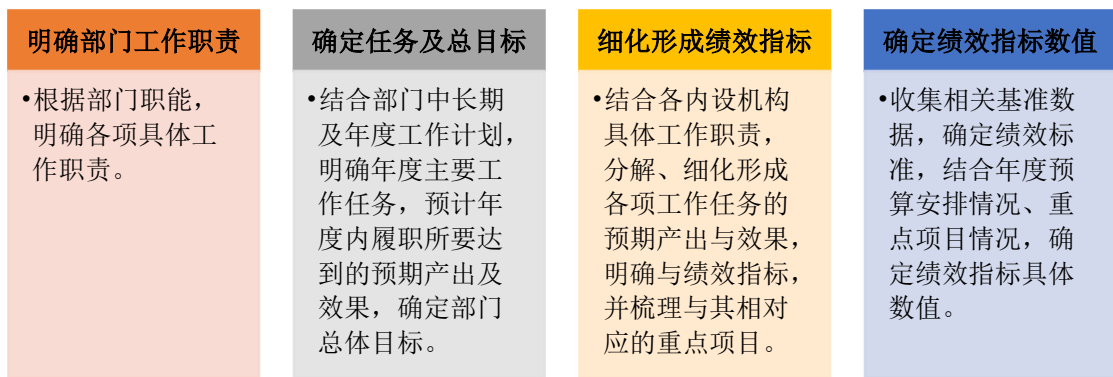 明确部门工作职责
•根据部门职能，
明确各项具体工
作职责。
确定任务及总目标
•结合部门中长期
及年度工作计划，
明确年度主要工
作任务，预计年
度内履职所要达
到的预期产出及
效果，确定部门
总体目标。
细化形成绩效指标
•结合各内设机构
具体工作职责，
分解、细化形成
各项工作任务的
预期产出与效果，
明确与绩效指标，
并梳理与其相对
应的重点项目。
确定绩效指标数值
•收集相关基准数
据，确定绩效标
准，结合年度预
算安排情况、重
点项目情况，确
定绩效指标具体
数值。